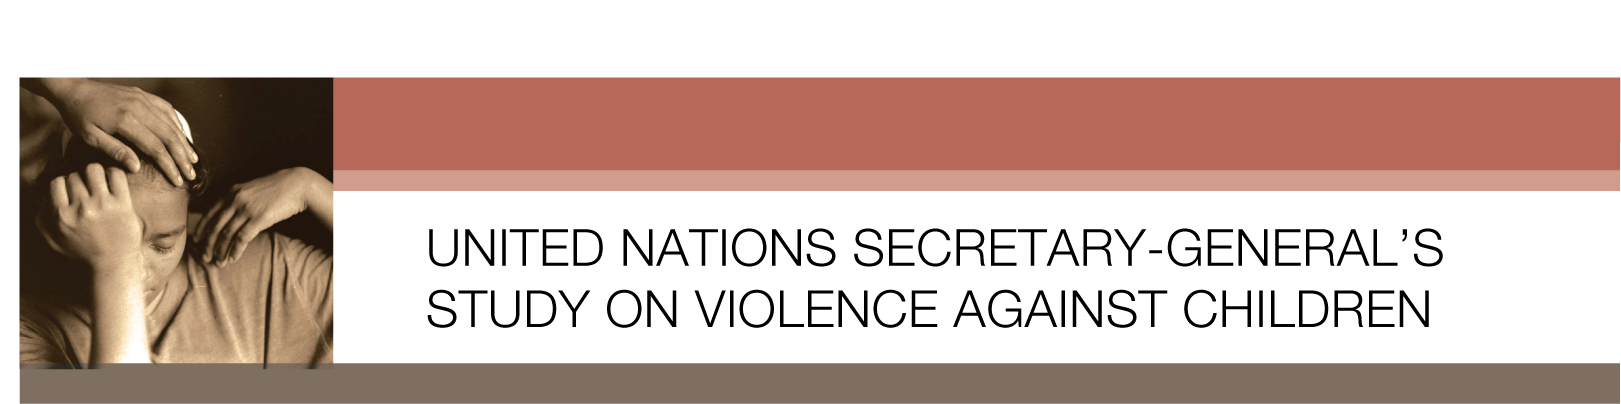 UNITED NATIONS SECRETARY-GENERAL’S
STUDY ON VIOLENCE AGAINST CHILDREN